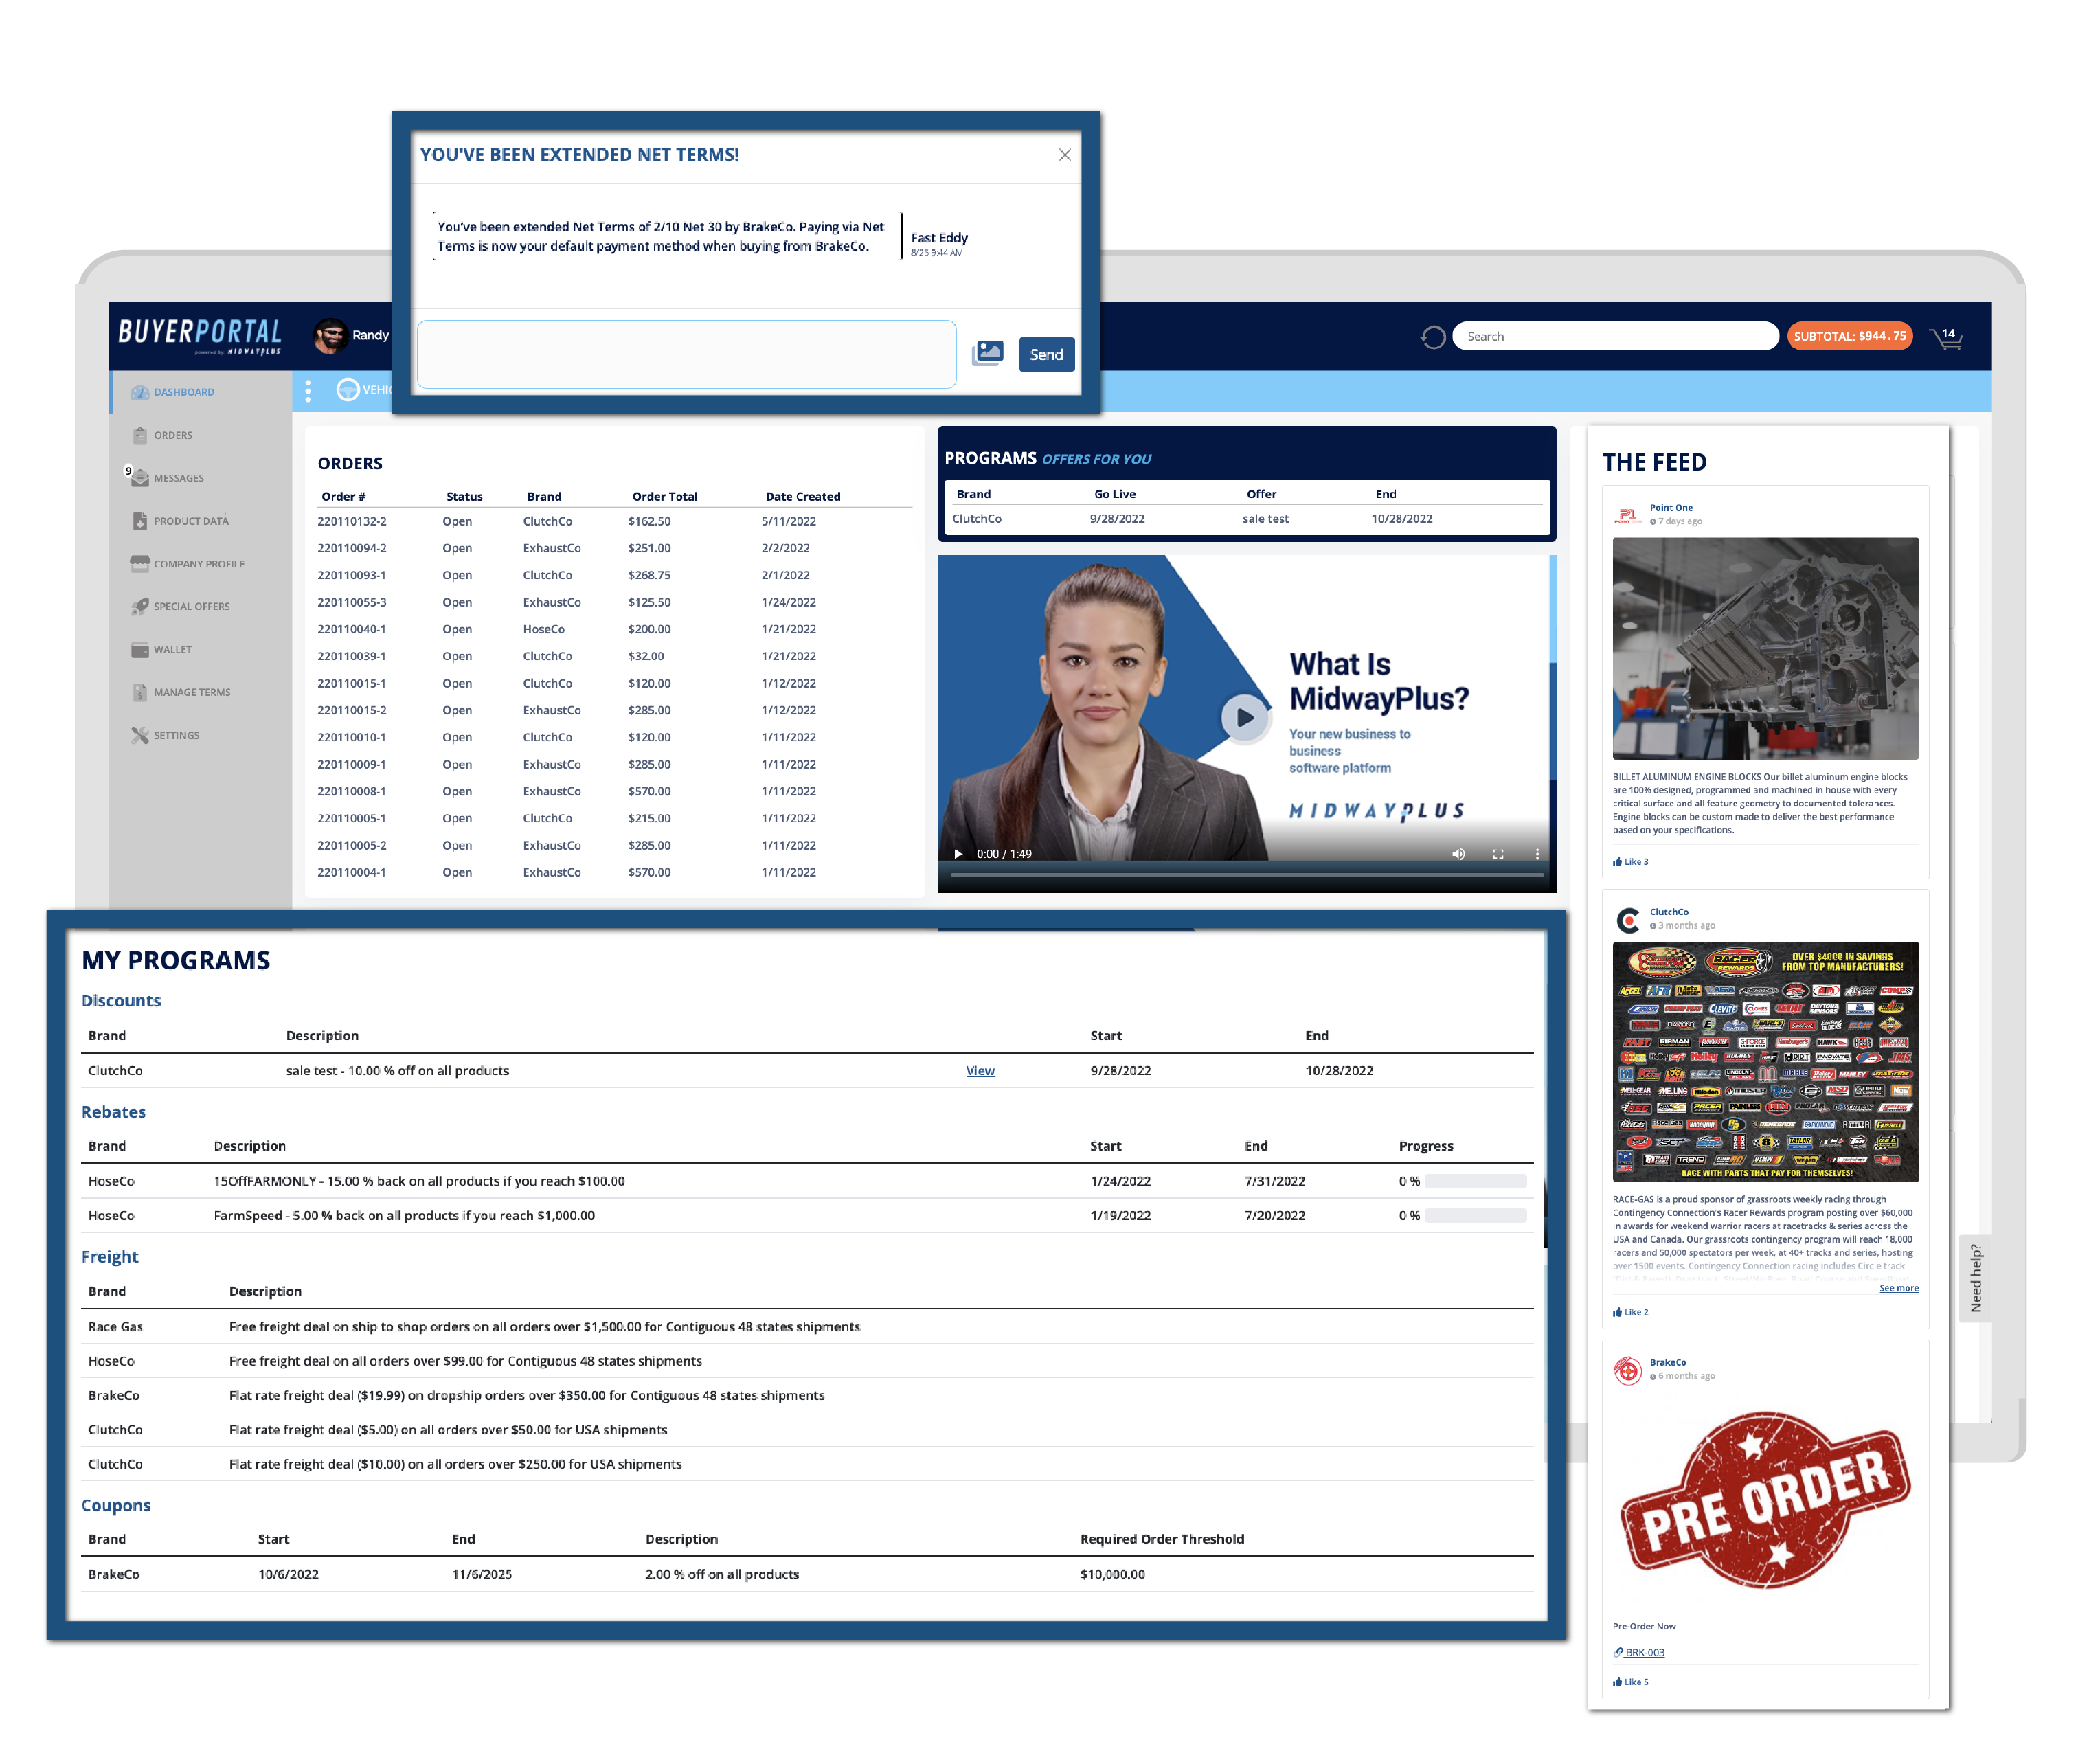 YOU'VE BEEN EXTENDED NET TERMS!
You've been extended Net Terms of 2/10 Net 30 by BrakeCo. Paying via Net
Terms is now your default payment method when buying from BrakeCo.
Fast Eddy
8/25 9:44 AM
Send
BUYERPORTAL
powered by MIDWAYPLUS
Randy
Search
SUBTOTAL: $944.75
14
DASHBOARD
ORDERS
9
MESSAGES
PRODUCT DATA
COMPANY PROFILE
SPECIAL OFFERS
WALLET
MANAGE TERMS
SETTINGS
ORDERS
Order # Status Brand Order Total Date Created
220110132-2 Open ClutchCo $162.50 5/11/2022
220110094-2 Open ExhaustCo $251.00 2/2/2022
220110093-1 Open ClutchCo $268.75 2/1/2022
220110055-3 Open ExhaustCo $125.50 1/24/2022
220110040-1 Open HoseCo $200.00 1/21/2022
220110039-1 Open ClutchCo $32.00 1/21/2022
220110015-1 Open ClutchCo $120.00 1/12/2022
220110015-2 Open ExhaustCo $285.00 1/12/2022
220110010-1 Open ClutchCo $120.00 1/11/2022
220110009-1 Open ExhaustCo $285.00 1/11/2022
220110008-1 Open ExhaustCo $570.00 1/11/2022
220110005-1 Open ClutchCo $215.00 1/11/2022
220110005-2 Open ExhaustCo $285.00 1/11/2022
220110004-1 Open ExhaustCo $570.00 1/11/2022
PROGRAMS OFFERS FOR YOU
Brand Go Live Offer End
ClutchCo 9/28/2022 sale test 10/28/2022
What Is
MidwayPlus?
Your new business to
business
software platform
MIDWAYPLUS
0:00 / 1:49
THE FEED
Point One
7 days ago
BILLET ALUMINUM ENGINE BLOCKS Our billet aluminum engine blocks
are 100% designed, programmed and machined in house with every
critical surface and all feature geometry to documented tolerances.
Engine blocks can be custom made to deliver the best performance
based on your specifications.
Like 3
ClutchCo
3 months ago
RACER
REWARDS
OVER $4000 IN SAVINGS
FROM TOP MANUFACTURERS!
RACE WITH PARTS THAT PAY FOR THEMSELVES!
RACE-GAS is a proud sponsor of grassroots weekly racing through
Contingency Connection's Racer Rewards program posting over $60,000
in awards for weekend warrior racers at racetracks & series across the
USA and Canada. Our grassroots contingency program will reach 18,000
racers and 50,000 spectators per week, at 40+ tracks and series, hosting
over 1500 events. Contingency Connection racing includes Circle track
See more
Like 2
BrakeCo
6 months ago
PRE ORDER
Pre-Order Now
BRK-003
Like 5
Need help?
MY PROGRAMS
Discounts
Brand Description Start End
ClutchCo sale test - 10.00 % off on all products View 9/28/2022 10/28/2022
Rebates
Brand Description Start End Progress
HoseCo 15OffFARMONLY - 15.00 % back on all products if you reach $100.00 1/24/2022 7/31/2022 0 %
HoseCo FarmSpeed - 5.00 % back on all products if you reach $1,000.00 1/19/2022 7/20/2022 0 %
Freight
Brand Description
Race Gas Free freight deal on ship to shop orders on all orders over $1,500.00 for Contiguous 48 states shipments
HoseCo Free freight deal on all orders over $99.00 for Contiguous 48 states shipments
BrakeCo Flat rate freight deal ($19.99) on dropship orders over $350.00 for Contiguous 48 states shipments
ClutchCo Flat rate freight deal ($5.00) on all orders over $50.00 for USA shipments
ClutchCo Flat rate freight deal ($10.00) on all orders over $250.00 for USA shipments
Coupons
Brand Start End Description Required Order Threshold
BrakeCo 10/6/2022 11/6/2025 2.00 % off on all products $10,000.00